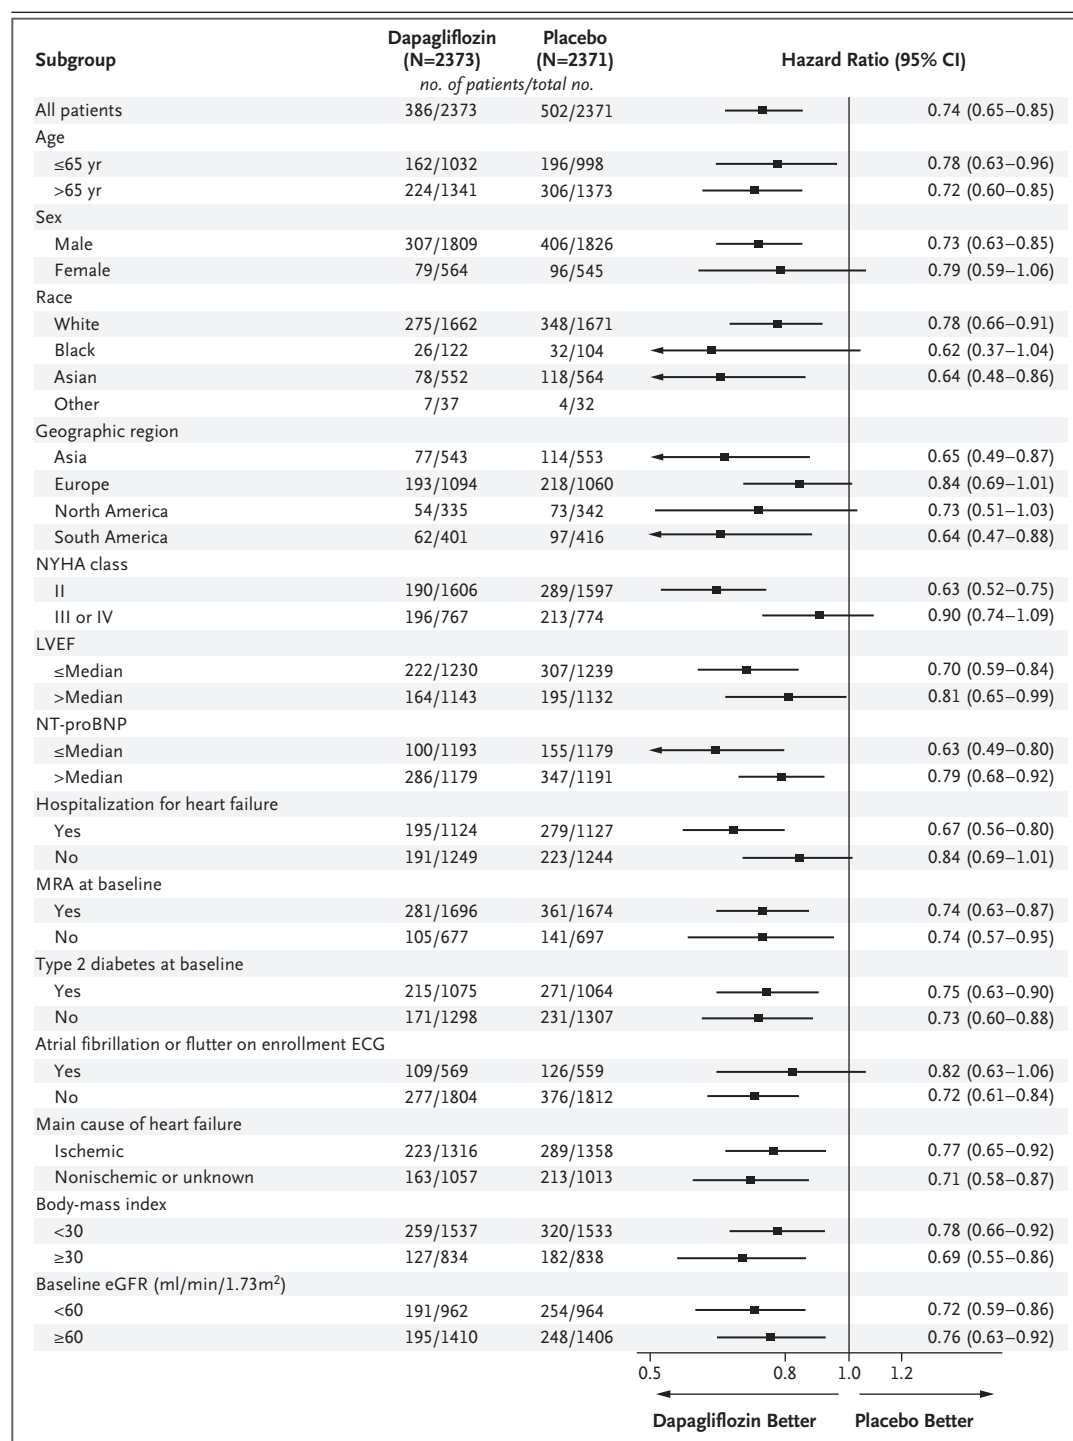 Dapagliflozin Placebo
Subgroup (N=2373) (N=2371) Hazard Ratio (95% CI)
no. of patients/total no.
All patients 386/2373 502/2371 0.74 (0.65–0.85)
Age
≤65 yr 162/1032 196/998 0.78 (0.63–0.96)
>65 yr 224/1341 306/1373 0.72 (0.60–0.85)
Sex
Male 307/1809 406/1826 0.73 (0.63–0.85)
Female 79/564 96/545 0.79 (0.59–1.06)
Race
White 275/1662 348/1671 0.78 (0.66–0.91)
Black 26/122 32/104 0.62 (0.37–1.04)
Asian 78/552 118/564 0.64 (0.48–0.86)
Other 7/37 4/32
Geographic region
Asia 77/543 114/553 0.65 (0.49–0.87)
Europe 193/1094 218/1060 0.84 (0.69–1.01)
North America 54/335 73/342 0.73 (0.51–1.03)
South America 62/401 97/416 0.64 (0.47–0.88)
NYHA class
II 190/1606 289/1597 0.63 (0.52–0.75)
III or IV 196/767 213/774 0.90 (0.74–1.09)
LVEF
≤Median 222/1230 307/1239 0.70 (0.59–0.84)
>Median 164/1143 195/1132 0.81 (0.65–0.99)
NT-proBNP
≤Median 100/1193 155/1179 0.63 (0.49–0.80)
>Median 286/1179 347/1191 0.79 (0.68–0.92)
Hospitalization for heart failure
Yes 195/1124 279/1127 0.67 (0.56–0.80)
No 191/1249 223/1244 0.84 (0.69–1.01)
MRA at baseline
Yes 281/1696 361/1674 0.74 (0.63–0.87)
No 105/677 141/697 0.74 (0.57–0.95)
Type 2 diabetes at baseline
Yes 215/1075 271/1064 0.75 (0.63–0.90)
No 171/1298 231/1307 0.73 (0.60–0.88)
Atrial fibrillation or flutter on enrollment ECG
Yes 109/569 126/559 0.82 (0.63–1.06)
No 277/1804 376/1812 0.72 (0.61–0.84)
Main cause of heart failure
Ischemic 223/1316 289/1358 0.77 (0.65–0.92)
Nonischemic or unknown 163/1057 213/1013 0.71 (0.58–0.87)
Body-mass index
<30 259/1537 320/1533 0.78 (0.66–0.92)
≥30 127/834 182/838 0.69 (0.55–0.86)
Baseline eGFR (ml/min/1.73m²)
<60 191/962 254/964 0.72 (0.59–0.86)
≥60 195/1410 248/1406 0.76 (0.63–0.92)
0.5 0.8 1.0 1.2
Dapagliflozin Better Placebo Better